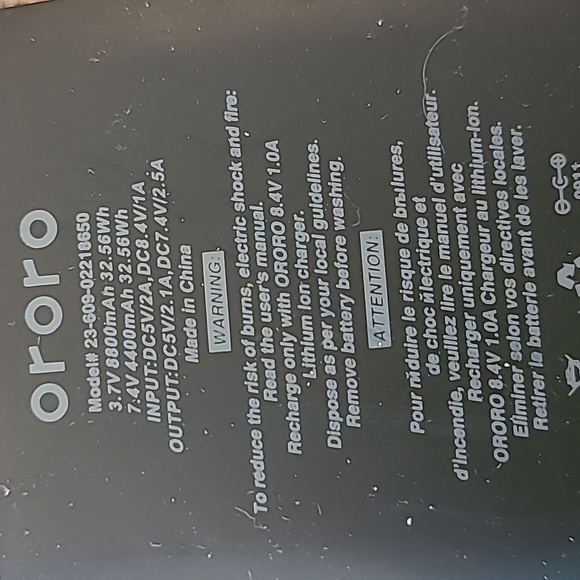 ororo
Model# 23-S09-02218650
3.7V 8800mAh 32.56Wh
7.4V 4400mAh 32.56Wh
INPUT:DC5V/2A,DC8.4V/1A
OUTPUT:DC5V/2.1A,DC7.4V/2.5A
Made in China
WARNING:
To reduce the risk of burns, electric shock and fire:
Read the user's manual.
Recharge only with ORORO 8.4V 1.0A
Lithium Ion charger.
Dispose as per your local guidelines.
Remove battery before washing.
ATTENTION:
Pour réduire le risque de brûlures,
de choc électrique et
d'incendie, veuillez lire le manuel d'utilisateur.
Recharger uniquement avec
ORORO 8.4V 1.0A Chargeur au lithium-Ion.
Éliminer selon vos directives locales.
Retirer la batterie avant de les laver.